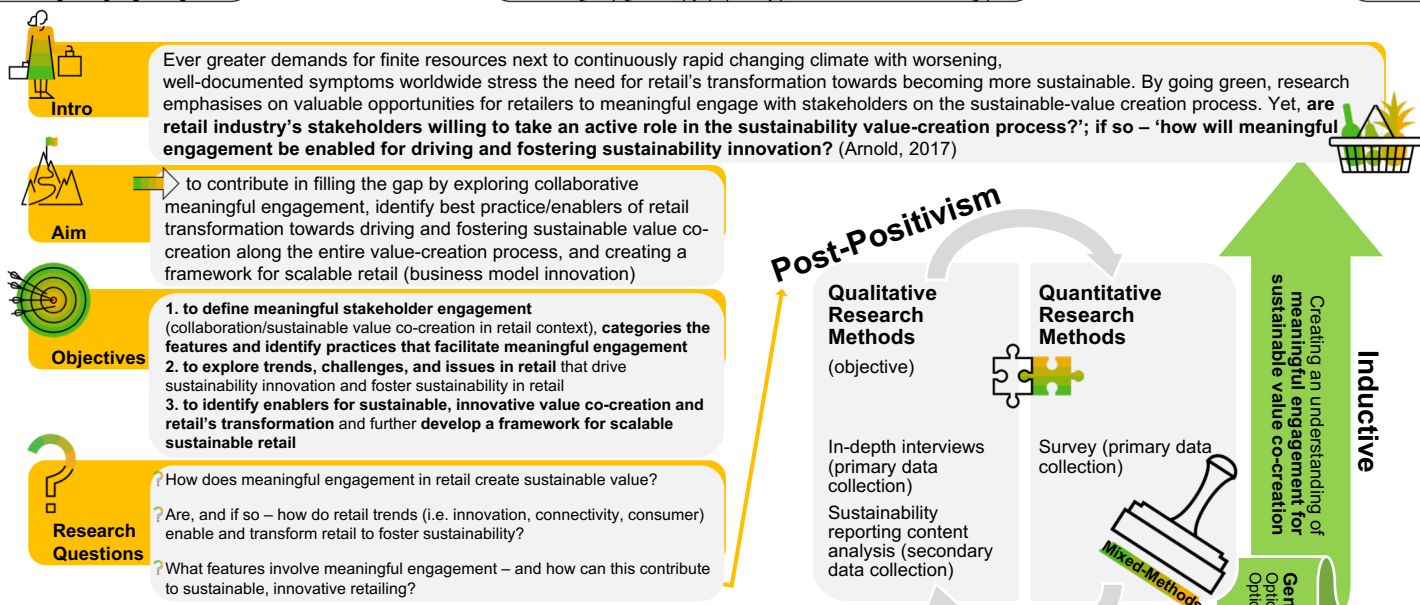 Intro
Ever greater demands for finite resources next to continuously rapid changing climate with worsening,
well-documented symptoms worldwide stress the need for retail's transformation towards becoming more sustainable. By going green, research
emphasises on valuable opportunities for retailers to meaningful engage with stakeholders on the sustainable-value creation process. Yet, are
retail industry's stakeholders willing to take an active role in the sustainability value-creation process?'; if so – 'how will meaningful
engagement be enabled for driving and fostering sustainability innovation? (Arnold, 2017)
Aim
to contribute in filling the gap by exploring collaborative
meaningful engagement, identify best practice/enablers of retail
transformation towards driving and fostering sustainable value co-
creation along the entire value-creation process, and creating a
framework for scalable retail (business model innovation)
Objectives
1. to define meaningful stakeholder engagement
(collaboration/sustainable value co-creation in retail context), categories the
features and identify practices that facilitate meaningful engagement
2. to explore trends, challenges, and issues in retail that drive
sustainability innovation and foster sustainability in retail
3. to identify enablers for sustainable, innovative value co-creation and
retail's transformation and further develop a framework for scalable
sustainable retail
Research
Questions
?How does meaningful engagement in retail create sustainable value?
?Are, and if so – how do retail trends (i.e. innovation, connectivity, consumer)
enable and transform retail to foster sustainability?
?What features involve meaningful engagement – and how can this contribute
to sustainable, innovative retailing?
Post-Positivism
Qualitative
Research
Methods
(objective)
In-depth interviews
(primary data
collection)
Sustainability
reporting content
analysis (secondary
data collection)
Quantitative
Research
Methods
Survey (primary data
collection)
Mixed-Methods
Inductive
Creating an understanding of
meaningful engagement for
sustainable value co-creation